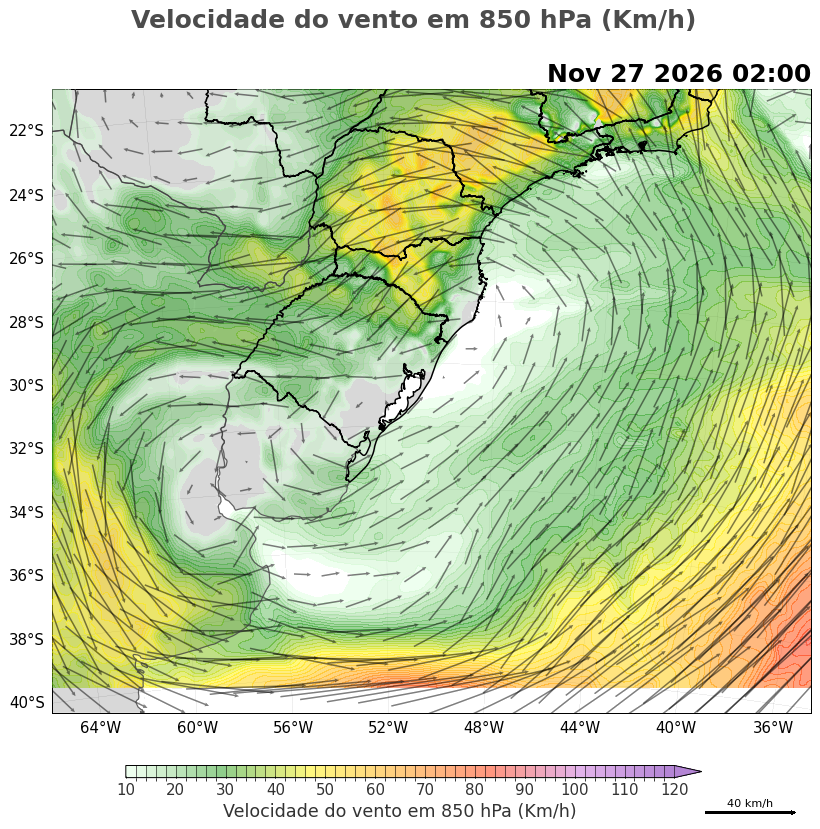 Velocidade do vento em 850 hPa (Km/h)
Nov 27 2026 02:00
22°S
24°S
26°S
28°S
30°S
32°S
34°S
36°S
38°S
40°S
64°W 60°W 56°W 52°W 48°W 44°W 40°W 36°W
10 20 30 40 50 60 70 80 90 100 110 120
Velocidade do vento em 850 hPa (Km/h)
40 km/h